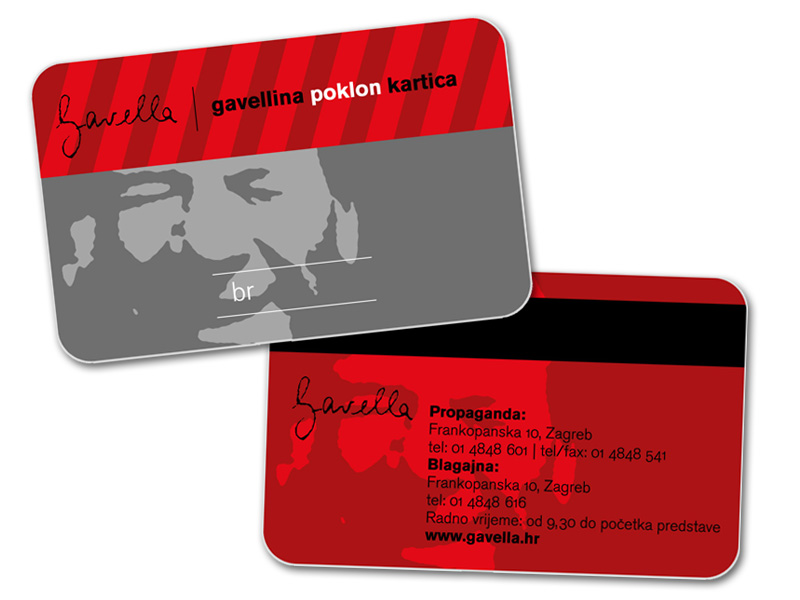 Gavella | gavellina poklon kartica
br
Gavella
Propaganda:
Frankopanska 10, Zagreb
tel: 01 4848 601 | tel/fax: 01 4848 541
Blagajna:
Frankopanska 10, Zagreb
tel: 01 4848 616
Radno vrijeme: od 9,30 do početka predstave
www.gavella.hr